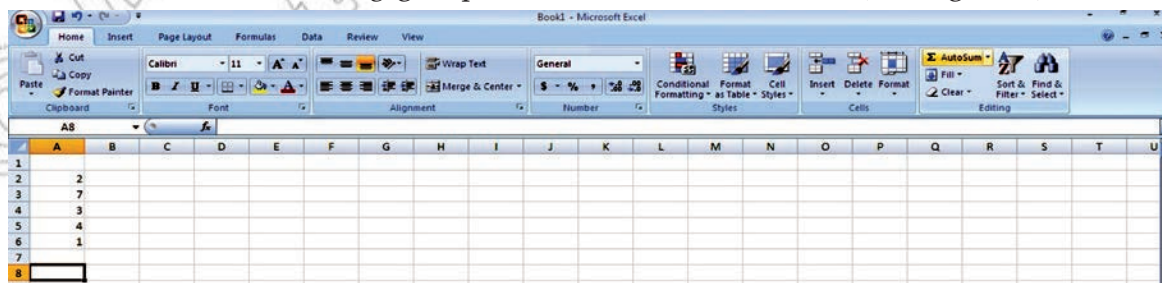 Book1 - Microsoft Excel
Home Insert Page Layout Formulas Data Review View
Cut Calibri 11 A A Wrap Text General AutoSum
Copy Fill
Paste Format Painter B I U A Merge & Center $ % , Conditional Formatting Format as Table Cell Styles Insert Delete Format Clear Sort & Filter Find & Select
Clipboard Font Alignment Number Styles Cells Editing
A8 fx
A B C D E F G H I J K L M N O P Q R S T U
1
2 2
3 7
4 3
5 4
6 1
7
8